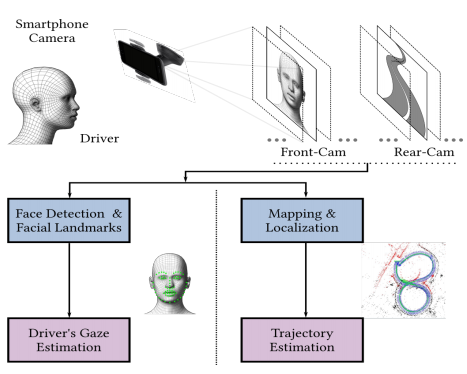 Smartphone
Camera
Driver
Front-Cam
Rear-Cam
Face Detection &
Facial Landmarks
Mapping &
Localization
Driver's Gaze
Estimation
Trajectory
Estimation